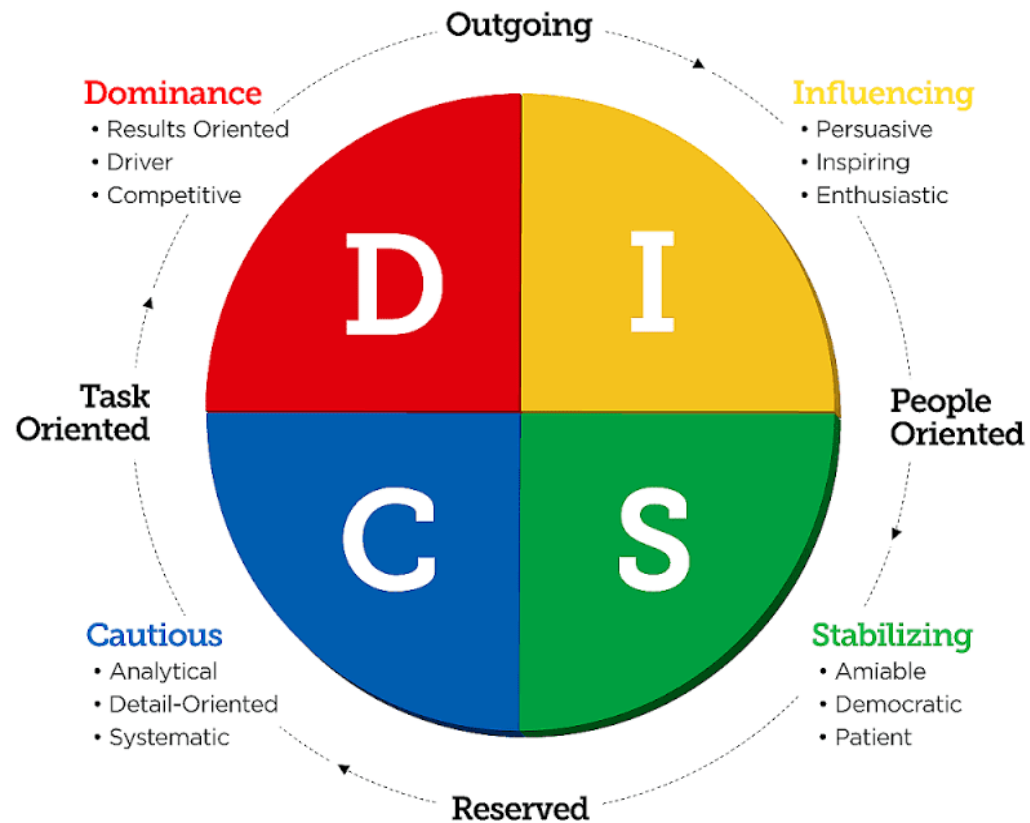 Outgoing
Dominance
• Results Oriented
• Driver
• Competitive
Influencing
• Persuasive
• Inspiring
• Enthusiastic
D
I
Task
Oriented
People
Oriented
C
S
Cautious
• Analytical
• Detail-Oriented
• Systematic
Stabilizing
• Amiable
• Democratic
• Patient
Reserved